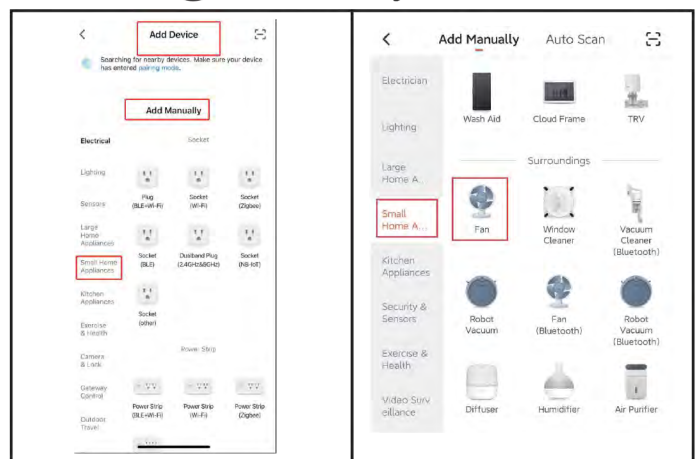 Add Device
Searching for nearby devices. Make sure your device
has entered pairing mode.
Add Manually
Electrical
Socket
Lighting
Sensors
Large
Home
Appliances
Small Home
Appliances
Kitchen
Appliances
Exercise
& Health
Camera
& Lock
Gateway
Control
Outdoor
Travel
Plug
(BLE+Wi-Fi)
Socket
(Wi-Fi)
Socket
(Zigbee)
Socket
(BLE)
Dualband Plug
(2.4GHz&5GHz)
Socket
(NB-IoT)
Socket
(other)
Power Strip
Power Strip
(BLE+Wi-Fi)
Power Strip
(Wi-Fi)
Power Strip
(Zigbee)
Add Manually
Auto Scan
Electrician
Lighting
Large
Home A...
Small
Home A...
Kitchen
Appliances
Security &
Sensors
Exercise &
Health
Video Surv
eillance
Wash Aid
Cloud Frame
TRV
Surroundings
Fan
Window
Cleaner
Vacuum
Cleaner
(Bluetooth)
Robot
Vacuum
Fan
(Bluetooth)
Robot
Vacuum
(Bluetooth)
Diffuser
Humidifier
Air Purifier